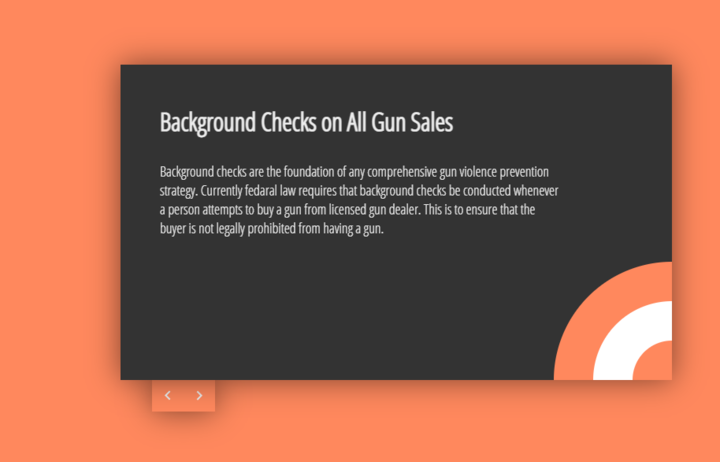 Background Checks on All Gun Sales
Background checks are the foundation of any comprehensive gun violence prevention
strategy. Currently fedaral law requires that background checks be conducted whenever
a person attempts to buy a gun from licensed gun dealer. This is to ensure that the
buyer is not legally prohibited from having a gun.